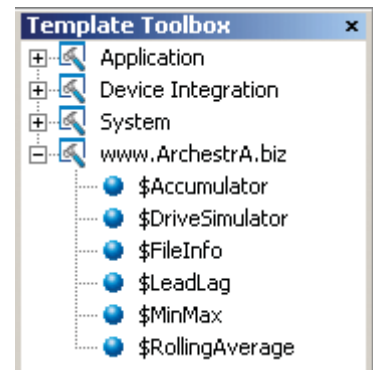 Template Toolbox x
Application
Device Integration
System
www.ArchestrA.biz
$Accumulator
$DriveSimulator
$FileInfo
$LeadLag
$MinMax
$RollingAverage